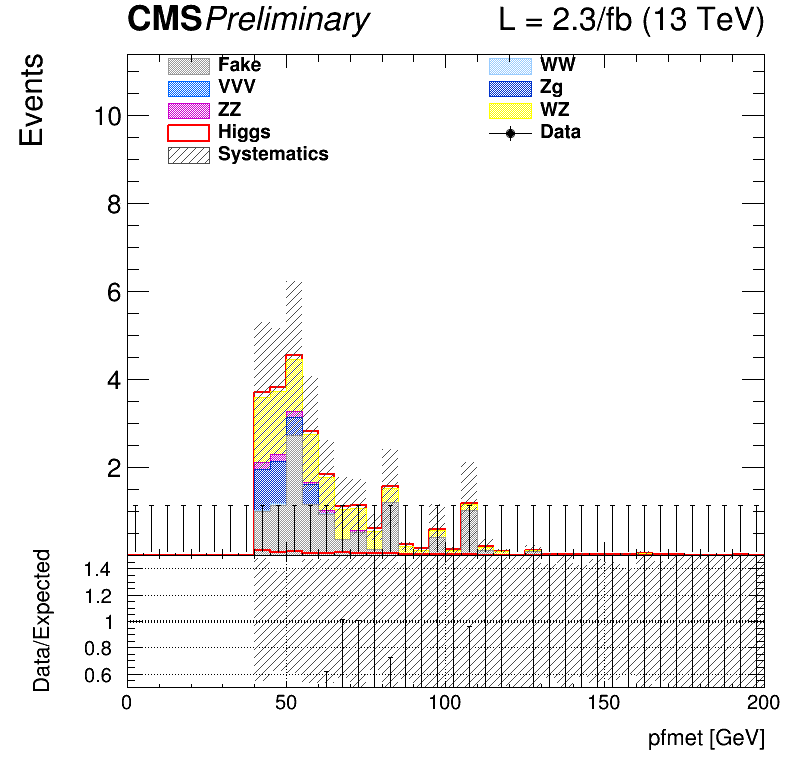 CMS Preliminary L = 2.3/fb (13 TeV)
Events
Fake WW
VVV Zg
ZZ WZ
Higgs Data
Systematics
10
8
6
4
2
Data/Expected
1.4
1.2
1
0.8
0.6
0 50 100 150 200
pfmet [GeV]